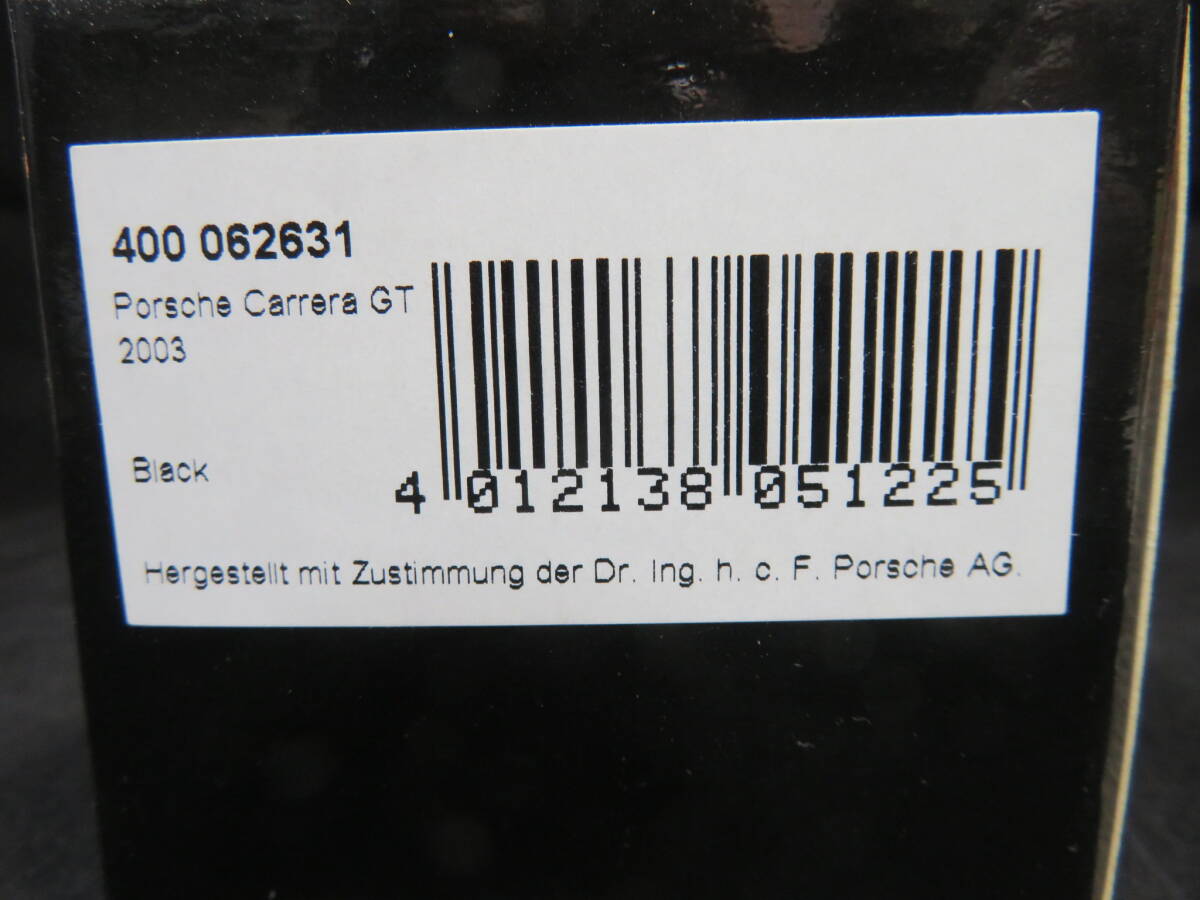 400 062631
Porsche Carrera GT
2003
Black
4 012138 051225
Hergestellt mit Zustimmung der Dr. Ing. h. c. F. Porsche AG.